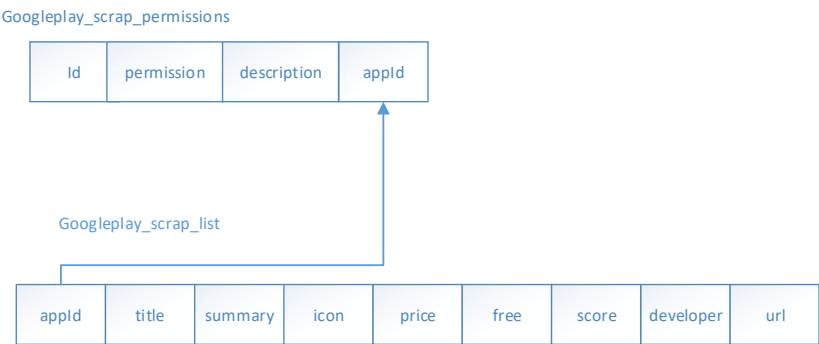 Googleplay_scrap_permissions
Id permission description appId
Googleplay_scrap_list
appId title summary icon price free score developer url